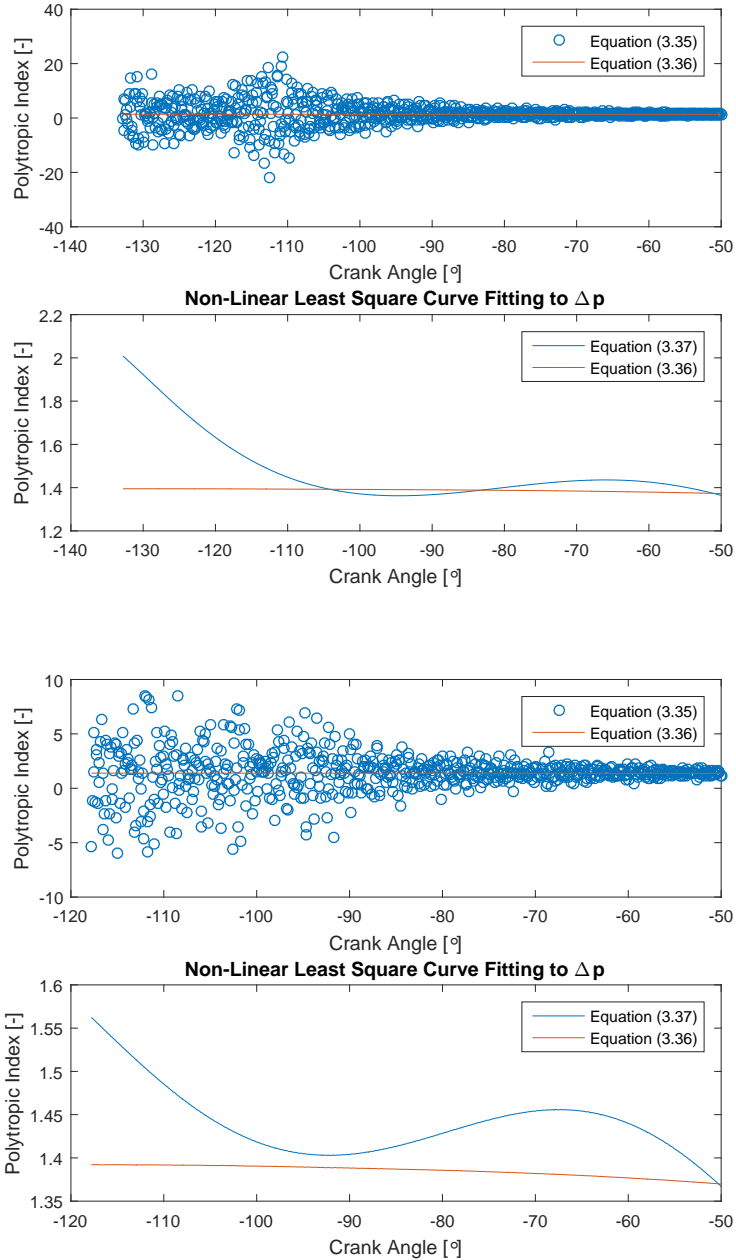 40
20
0
-20
-40
Polytropic Index [-]
Equation (3.35)
Equation (3.36)
-140 -130 -120 -110 -100 -90 -80 -70 -60 -50
Crank Angle [°]
Non-Linear Least Square Curve Fitting to Δp
2.2
2
1.8
1.6
1.4
1.2
Polytropic Index [-]
Equation (3.37)
Equation (3.36)
-140 -130 -120 -110 -100 -90 -80 -70 -60 -50
Crank Angle [°]
10
5
0
-5
-10
Polytropic Index [-]
Equation (3.35)
Equation (3.36)
-120 -110 -100 -90 -80 -70 -60 -50
Crank Angle [°]
Non-Linear Least Square Curve Fitting to Δp
1.6
1.55
1.5
1.45
1.4
1.35
Polytropic Index [-]
Equation (3.37)
Equation (3.36)
-120 -110 -100 -90 -80 -70 -60 -50
Crank Angle [°]